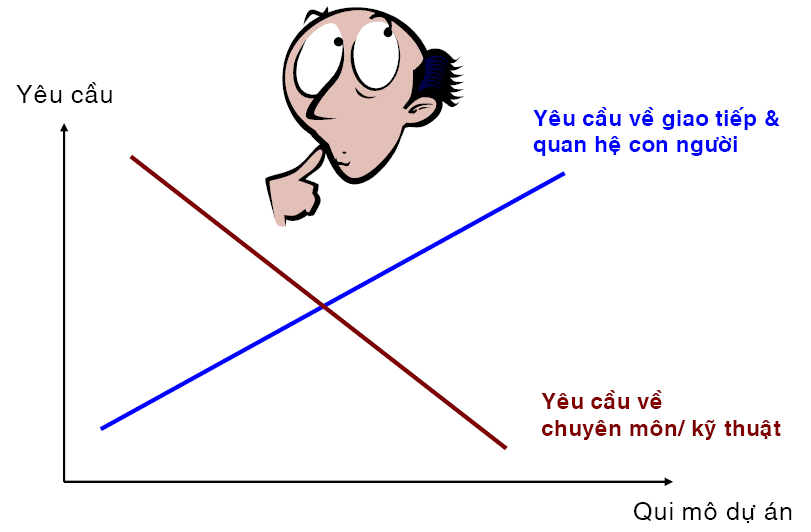 Yêu cầu
Yêu cầu về giao tiếp &
quan hệ con người
Yêu cầu về
chuyên môn/ kỹ thuật
Qui mô dự án